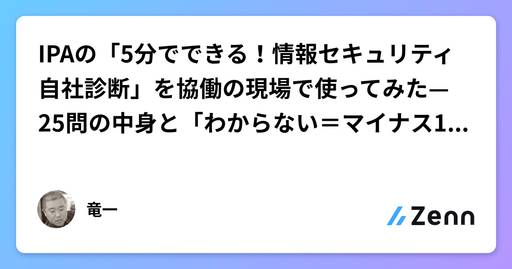 IPAの「5分でできる！情報セキュリティ
自社診断」を協働の現場で使ってみた—
25問の中身と「わからない＝マイナス1...
竜一
Zenn